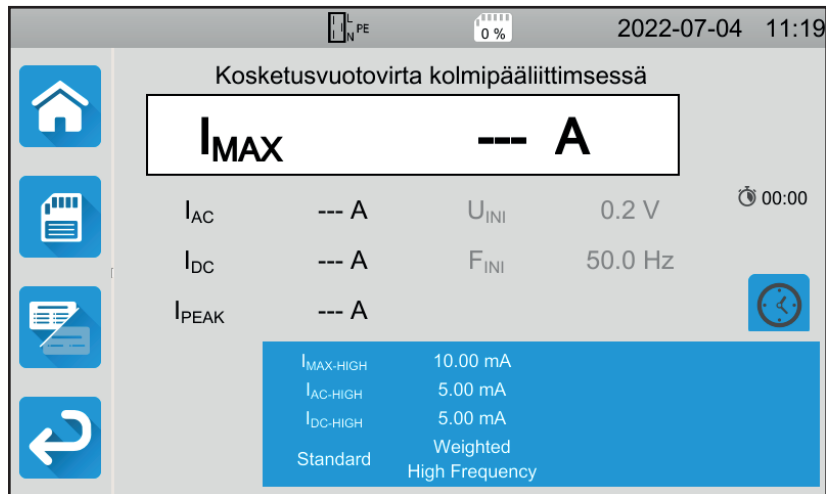 L
N PE
0 %
2022-07-04 11:19
Kosketusvuotovirta kolmipääliittimsessä
IMAX --- A
IAC --- A UINI 0.2 V
00:00
IDC --- A FINI 50.0 Hz
IPEAK --- A
IMAX-HIGH 10.00 mA
IAC-HIGH 5.00 mA
IDC-HIGH 5.00 mA
Standard Weighted
High Frequency